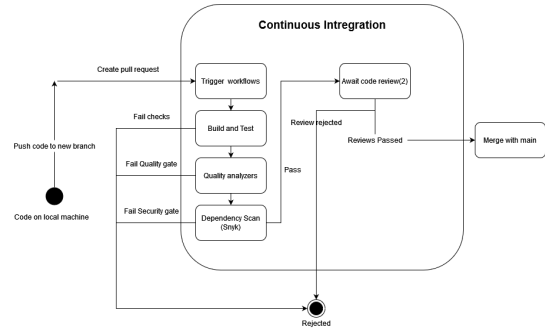 Continuous Intregration
Create pull request
Trigger workflows
Await code review(2)
Fail checks
Build and Test
Review rejected
Push code to new branch
Reviews Passed
Merge with main
Fail Quality gate
Quality analyzers
Pass
Fail Security gate
Dependency Scan
(Snyk)
Code on local machine
Rejected